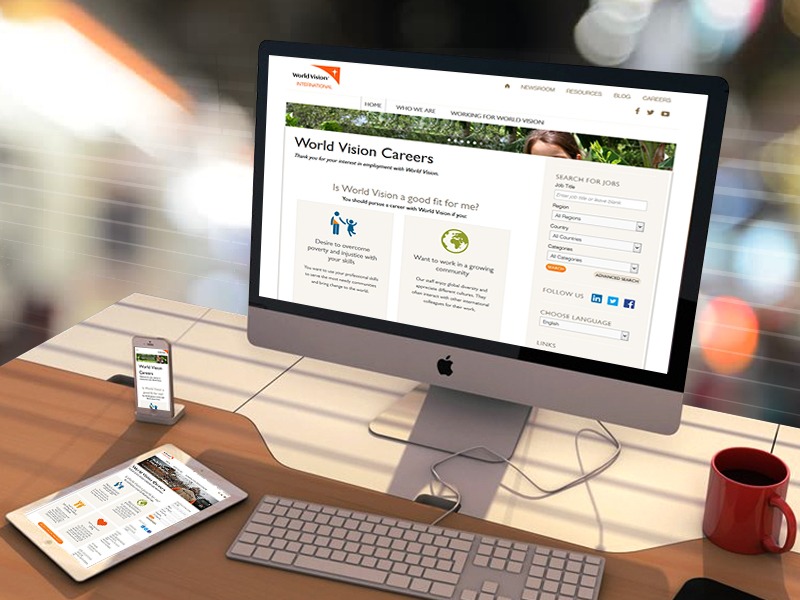 World Vision
INTERNATIONAL
NEWSROOM
RESOURCES
BLOG
CAREERS
HOME
WHO WE ARE
WORKING FOR WORLD VISION
World Vision Careers
Thank you for your interest in employment with World Vision.
Is World Vision a good fit for me?
You should pursue a career with World Vision if you:
Desire to overcome
poverty and injustice with
your skills
You want to use your professional skills
to serve the most needy communities
and bring change to the world.
Want to work in a growing
community
Our staff enjoy global diversity and
appreciate different cultures. They
often interact with other international
colleagues for their work.
SEARCH FOR JOBS
Job Title
Enter job title or leave blank.
Region
All Regions
Country
All Countries
Categories
All Categories
SEARCH
ADVANCED SEARCH
FOLLOW US
CHOOSE LANGUAGE
English
LINKS
World Vision
Careers
World Vision Careers